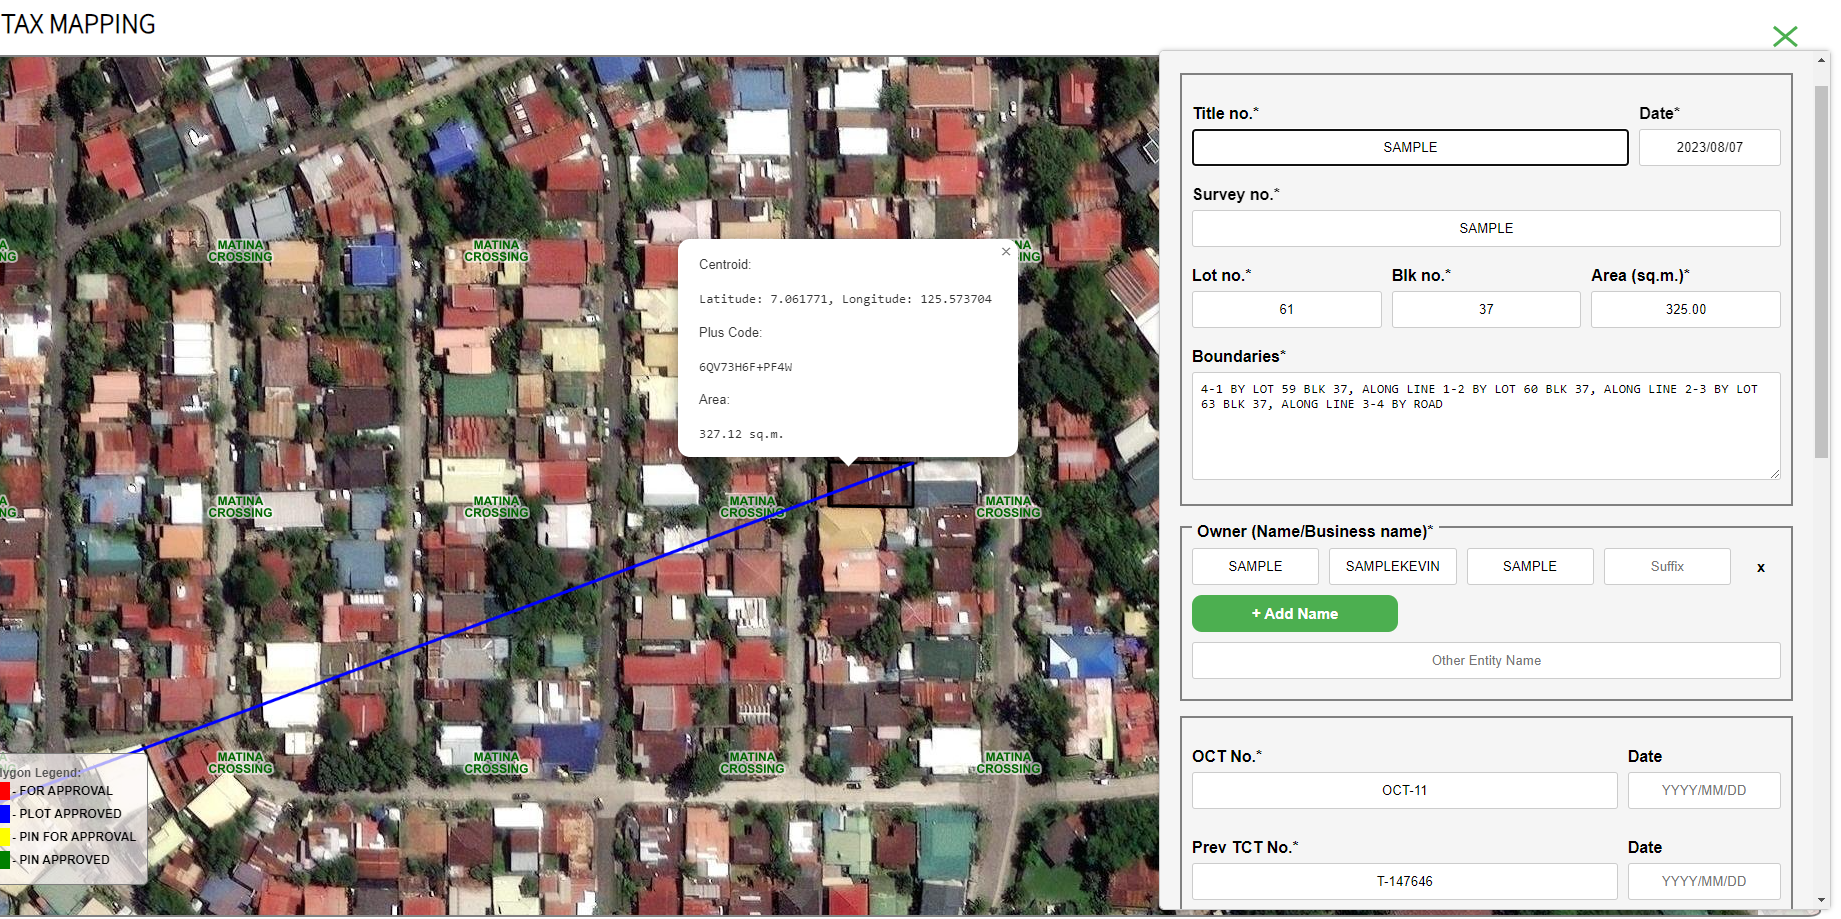 TAX MAPPING
Title no.*
Date*
SAMPLE
2023/08/07
Survey no.*
SAMPLE
Lot no.*
Blk no.*
Area (sq.m.)*
61
37
325.00
Boundaries*
4-1 BY LOT 59 BLK 37, ALONG LINE 1-2 BY LOT 60 BLK 37, ALONG LINE 2-3 BY LOT
63 BLK 37, ALONG LINE 3-4 BY ROAD
Owner (Name/Business name)*
SAMPLE
SAMPLEKEVIN
SAMPLE
Suffix
x
+ Add Name
Other Entity Name
OCT No.*
Date
OCT-11
YYYY/MM/DD
Prev TCT No.*
Date
T-147646
YYYY/MM/DD
Centroid:
Latitude: 7.061771, Longitude: 125.573704
Plus Code:
6QV73H6F+PF4W
Area:
327.12 sq.m.
MATINA
CROSSING
MATINA
CROSSING
MATINA
CROSSING
MATINA
CROSSING
MATINA
CROSSING
MATINA
CROSSING
MATINA
CROSSING
MATINA
CROSSING
MATINA
CROSSING
MATINA
CROSSING
lygon Legend:
- FOR APPROVAL
- PLOT APPROVED
- PIN FOR APPROVAL
- PIN APPROVED